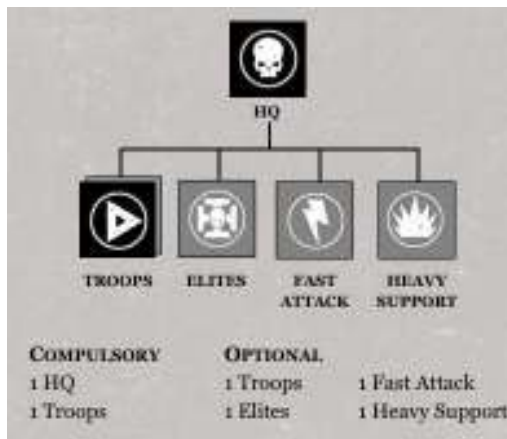 HQ
TROOPS
ELITES
FAST ATTACK
HEAVY SUPPORT
COMPULSORY
1 HQ
1 Troops
OPTIONAL
1 Troops
1 Elites
1 Fast Attack
1 Heavy Support